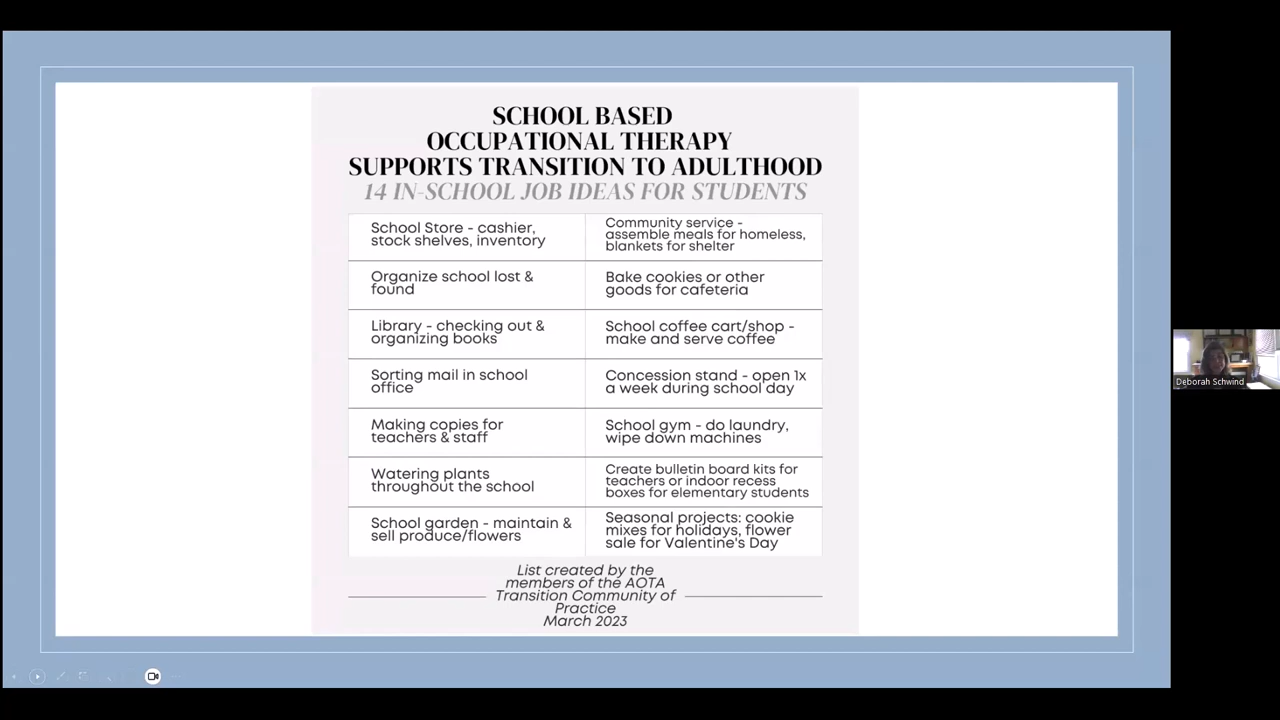 SCHOOL BASED
OCCUPATIONAL THERAPY
SUPPORTS TRANSITION TO ADULTHOOD
14 IN-SCHOOL JOB IDEAS FOR STUDENTS
School Store - cashier,
stock shelves, inventory
Community service -
assemble meals for homeless,
blankets for shelter
Organize school lost &
found
Bake cookies or other
goods for cafeteria
Library - checking out &
organizing books
School coffee cart/shop -
make and serve coffee
Sorting mail in school
office
Concession stand - open 1x
a week during school day
Making copies for
teachers & staff
School gym - do laundry,
wipe down machines
Watering plants
throughout the school
Create bulletin board kits for
teachers or indoor recess
boxes for elementary students
School garden - maintain &
sell produce/flowers
Seasonal projects: cookie
mixes for holidays, flower
sale for Valentine's Day
List created by the
members of the AOTA
Transition Community of
Practice
March 2023
Deborah Schwind